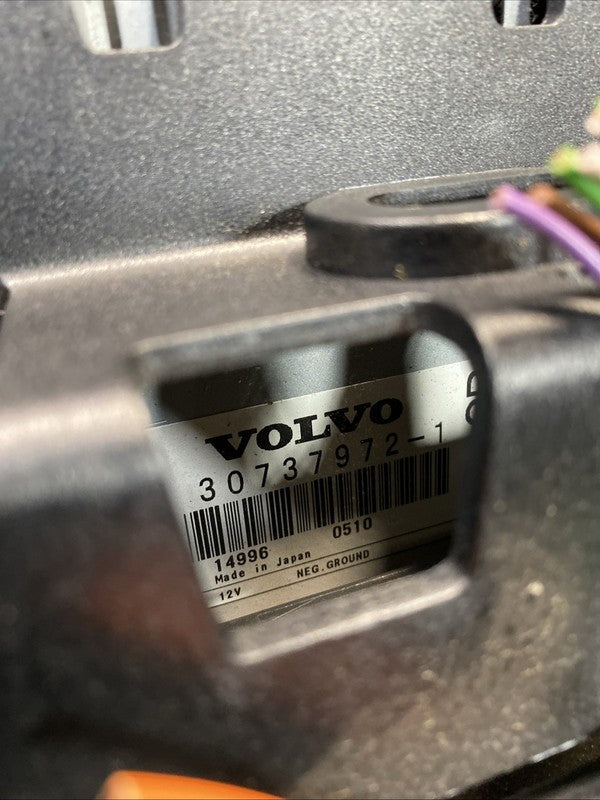 VOLVO
30737972-1
14996 0510
Made in Japan
12V NEG.GROUND